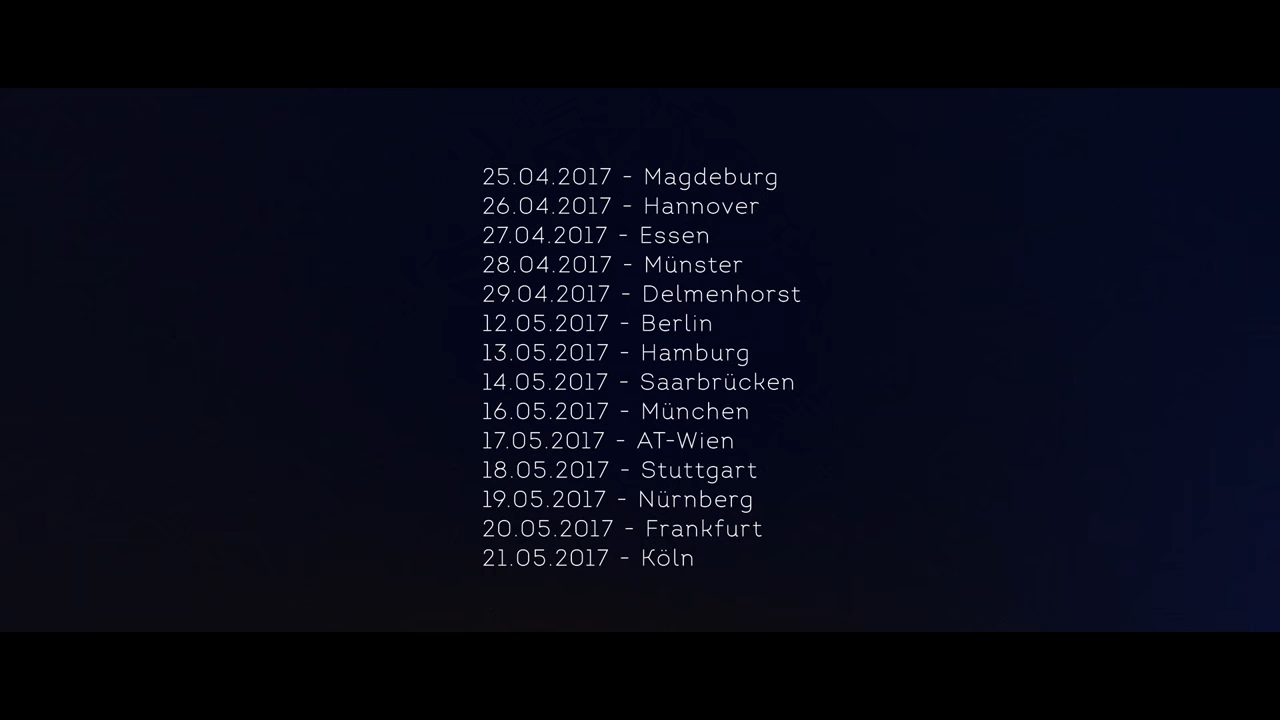 25.04.2017 - Magdeburg
26.04.2017 - Hannover
27.04.2017 - Essen
28.04.2017 - Münster
29.04.2017 - Delmenhorst
12.05.2017 - Berlin
13.05.2017 - Hamburg
14.05.2017 - Saarbrücken
16.05.2017 - München
17.05.2017 - AT-Wien
18.05.2017 - Stuttgart
19.05.2017 - Nürnberg
20.05.2017 - Frankfurt
21.05.2017 - Köln